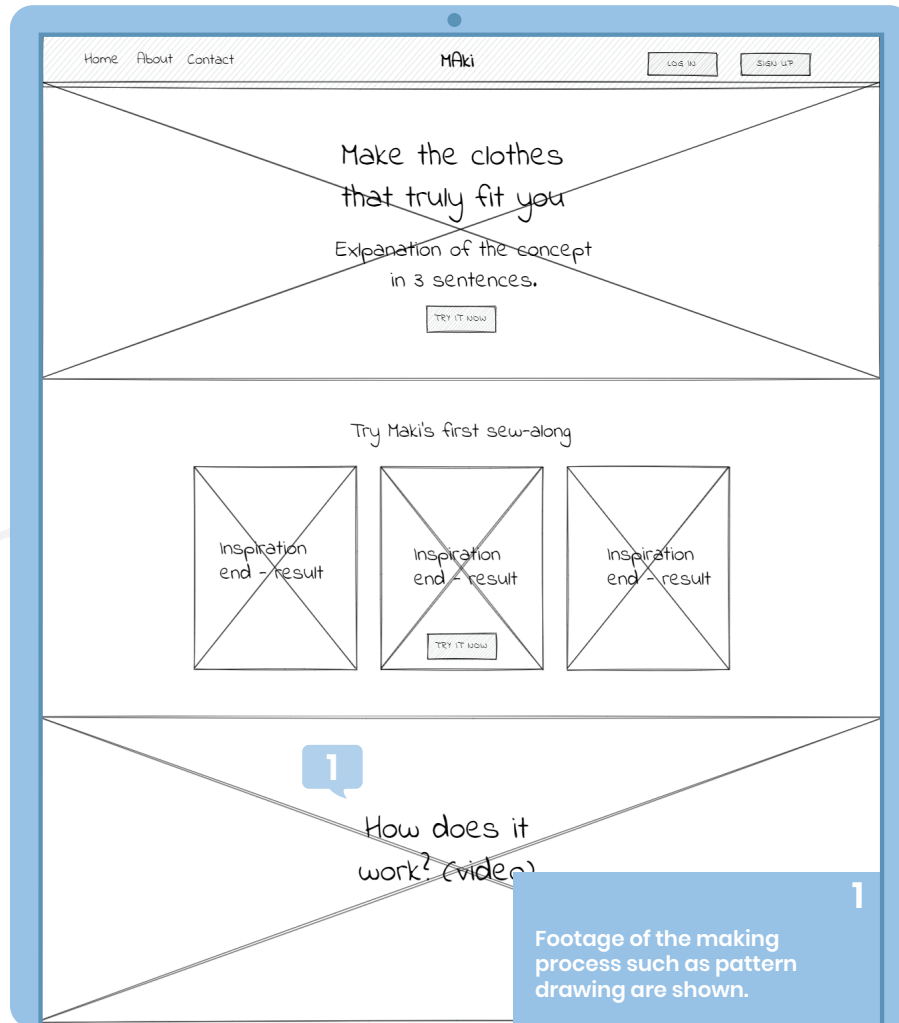 Home About Contact MAki LOG IN SIGN UP
Make the clothes
that truly fit you
Exlpanation of the concept
in 3 sentences.
TRY IT NOW
Try Maki's first sew-along
Inspiration
end - result
Inspiration
end - result
TRY IT NOW
Inspiration
end - result
1
How does it
work? (video)
1
Footage of the making
process such as pattern
drawing are shown.